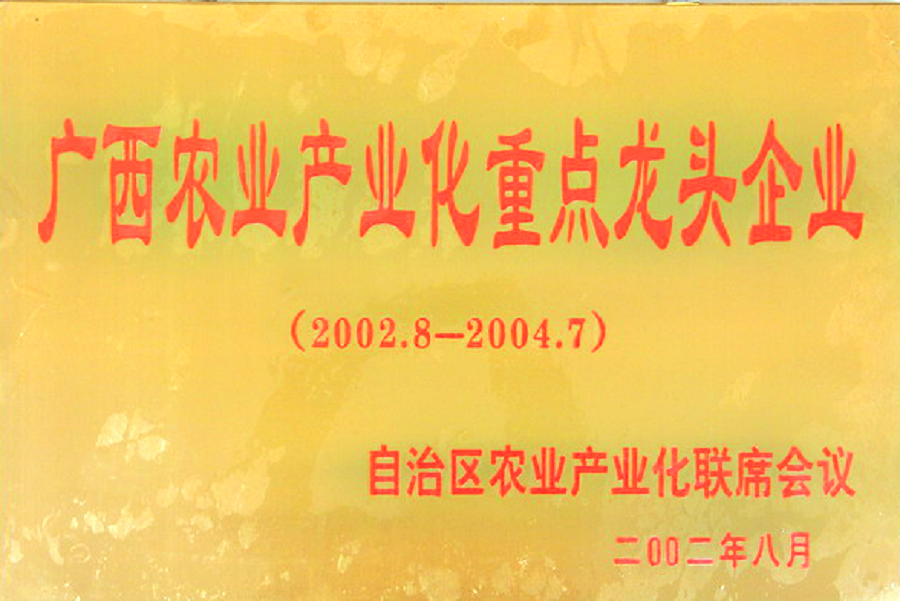 广西农业产业化重点龙头企业
(2002.8—2004.7)
自治区农业产业化联席会议
二00二年八月